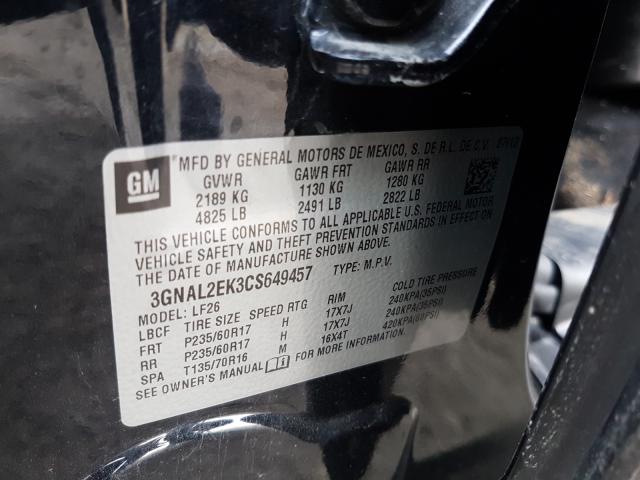 GM
MFD BY GENERAL MOTORS DE MEXICO, S. DE R.L. DE C.V. 07/12
GVWR GAWR FRT GAWR RR
2189 KG 1130 KG 1280 KG
4825 LB 2491 LB 2822 LB
THIS VEHICLE CONFORMS TO ALL APPLICABLE U.S. FEDERAL MOTOR
VEHICLE SAFETY AND THEFT PREVENTION STANDARDS IN EFFECT ON
THE DATE OF MANUFACTURE SHOWN ABOVE.
3GNAL2EK3CS649457 TYPE: M.P.V.
MODEL: LF26
LBCF TIRE SIZE SPEED RTG RIM COLD TIRE PRESSURE
FRT P235/60R17 H 17X7J 240KPA(35PSI)
RR P235/60R17 H 17X7J 240KPA(35PSI)
SPA T135/70R16 M 16X4T 420KPA(60PSI)
SEE OWNER'S MANUAL FOR MORE INFORMATION.